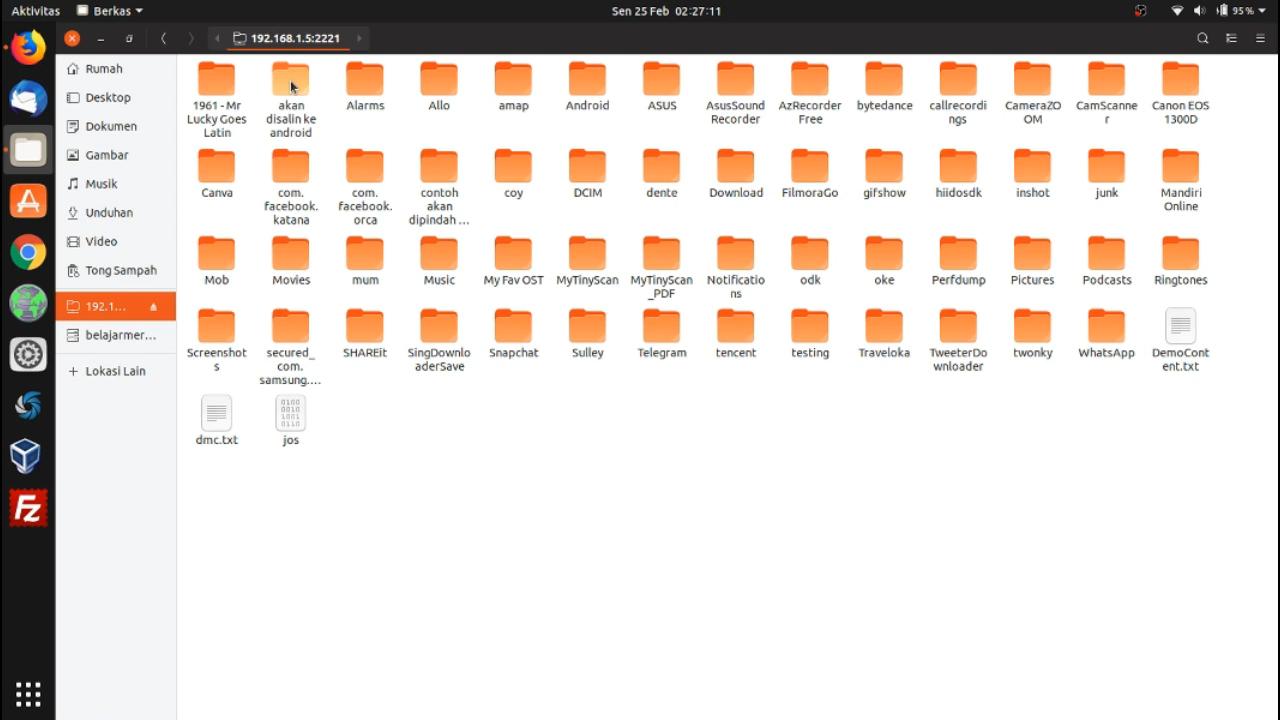 Aktivitas
Berkas
Sen 25 Feb 02:27:11
95 %
192.168.1.5:2221
Rumah
Desktop
Dokumen
Gambar
Musik
Unduhan
Video
Tong Sampah
192.1…
belajarmer…
+ Lokasi Lain
1961 - Mr
Lucky Goes
Latin
akan
disalin ke
android
Alarms
Allo
amap
Android
ASUS
AsusSound
Recorder
AzRecorder
Free
bytedance
callrecordi
ngs
CameraZO
OM
CamScanne
r
Canon EOS
1300D
Canva
com.
facebook.
katana
com.
facebook.
orca
contoh
akan
dipindah …
coy
DCIM
dente
Download
FilmoraGo
gifshow
hiidosdk
inshot
junk
Mandiri
Online
Mob
Movies
mum
Music
My Fav OST
MyTinyScan
MyTinyScan
_PDF
Notificatio
ns
odk
oke
Perfdump
Pictures
Podcasts
Ringtones
Screenshot
s
secured_
com.
samsung.…
SHAREit
SingDownlo
aderSave
Snapchat
Sulley
Telegram
tencent
testing
Traveloka
TweeterDo
wnloader
twonky
WhatsApp
DemoCont
ent.txt
dmc.txt
0100
0010
1001
0110
jos
Fz